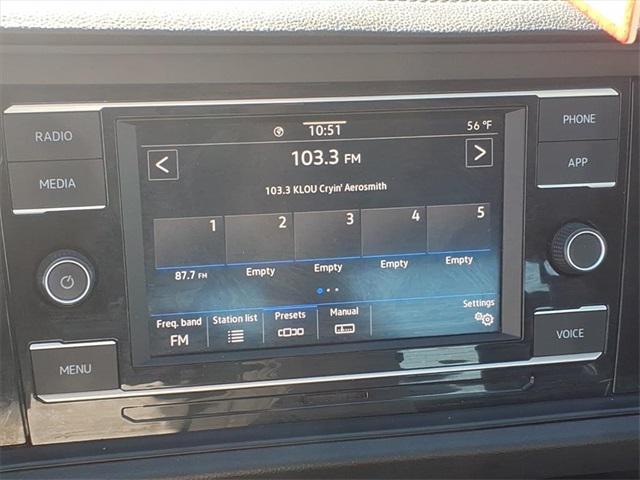 RADIO
MEDIA
MENU
10:51
56 °F
103.3 FM
103.3 KLOU Cryin' Aerosmith
1 2 3 4 5
87.7 FM Empty Empty Empty Empty
Freq. band Station list Presets Manual Settings
FM
PHONE
APP
VOICE